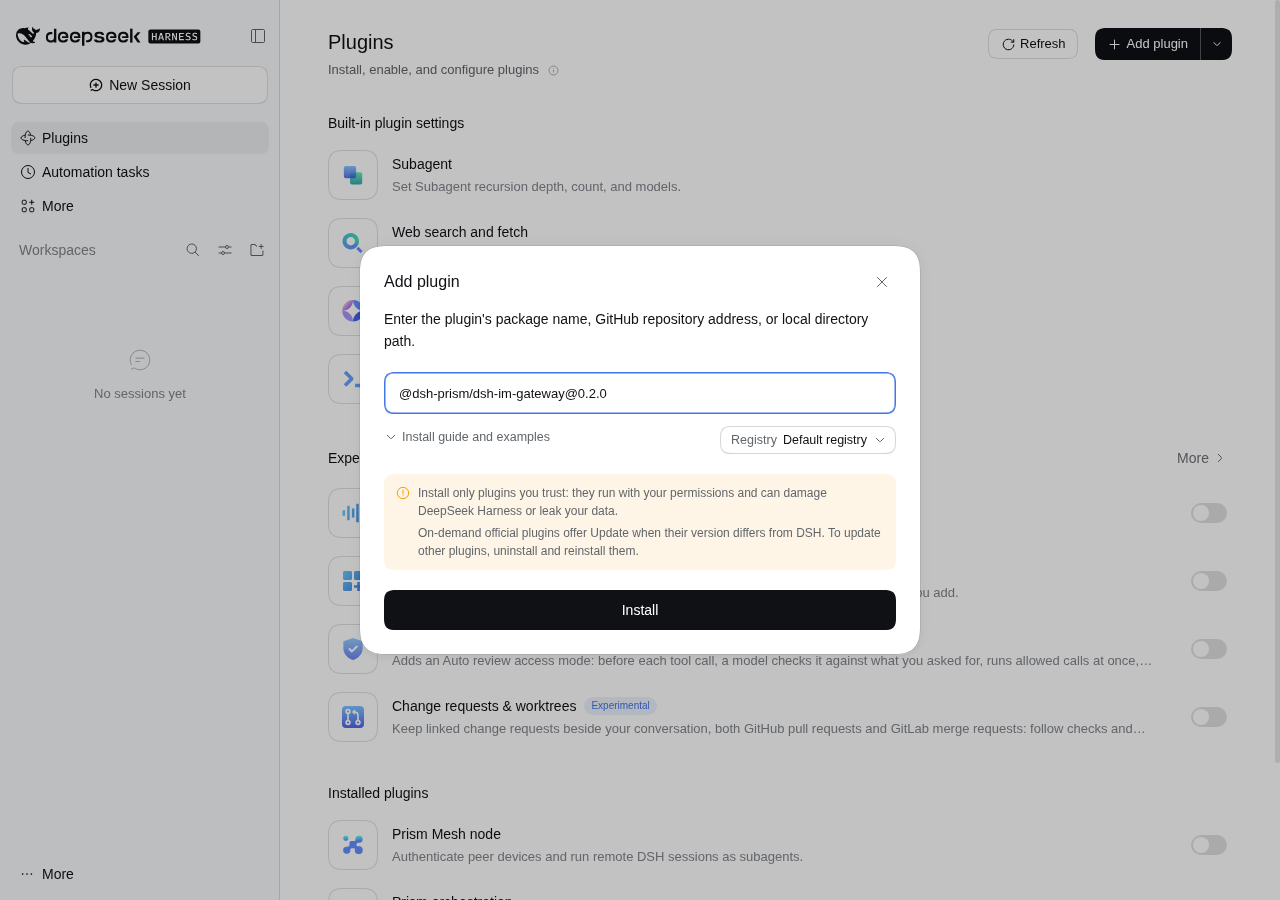 deepseek HARNESS
New Session
Plugins
Automation tasks
More
Workspaces
No sessions yet
More
Plugins
Install, enable, and configure plugins
Refresh
Add plugin
Built-in plugin settings
Subagent
Set Subagent recursion depth, count, and models.
Web search and fetch
Add plugin
Enter the plugin's package name, GitHub repository address, or local directory
path.
@dsh-prism/dsh-im-gateway@0.2.0
Install guide and examples
Registry Default registry
Install only plugins you trust: they run with your permissions and can damage
DeepSeek Harness or leak your data.
On-demand official plugins offer Update when their version differs from DSH. To update
other plugins, uninstall and reinstall them.
Install
More
add.
Adds an Auto review access mode: before each tool call, a model checks it against what you asked for, runs allowed calls at once,…
Change requests & worktrees Experimental
Keep linked change requests beside your conversation, both GitHub pull requests and GitLab merge requests: follow checks and…
Installed plugins
Prism Mesh node
Authenticate peer devices and run remote DSH sessions as subagents.
Prism orchestration